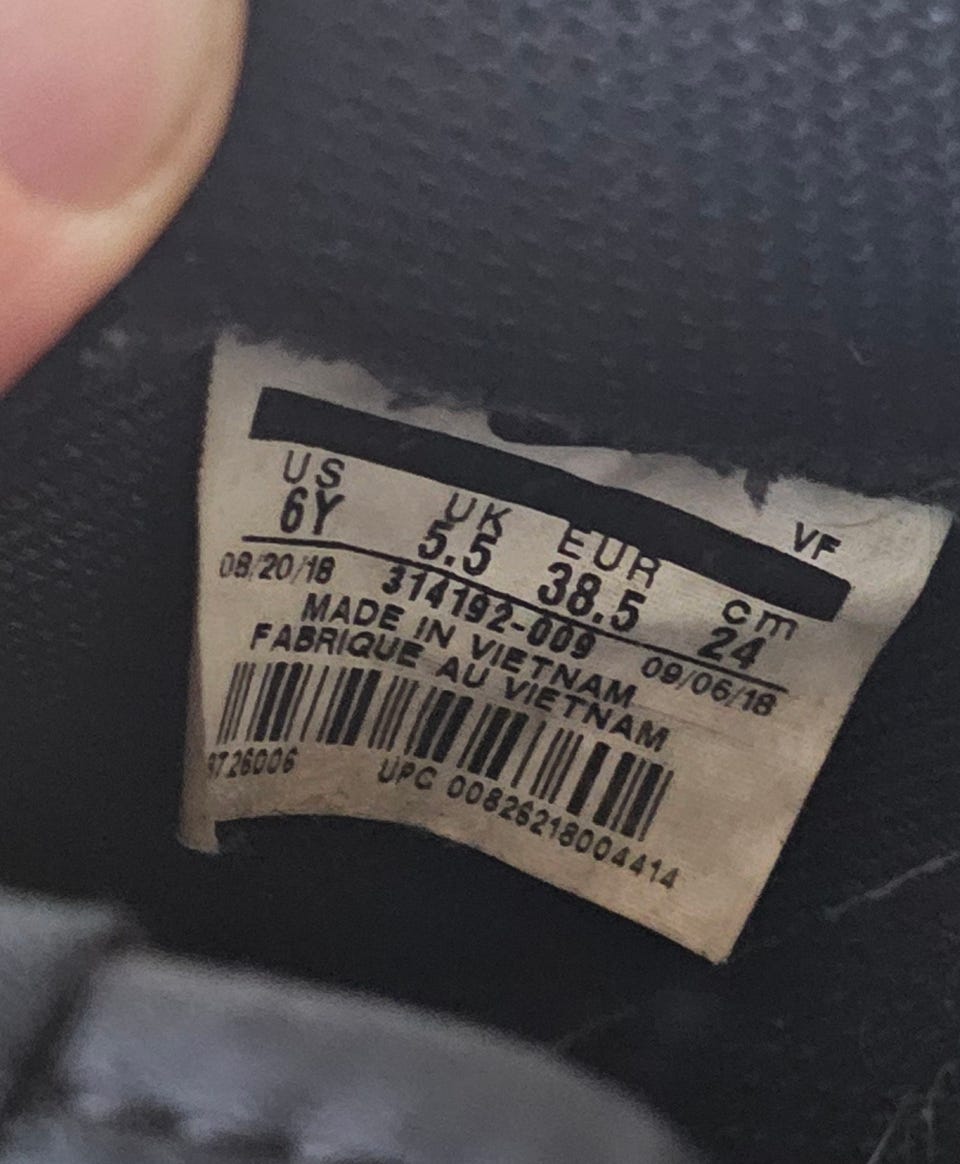 VF
US UK EUR cm
6Y 5.5 38.5 24
08/20/18 314192-009 09/06/18
MADE IN VIETNAM
FABRIQUE AU VIETNAM
UPC 00826218004414